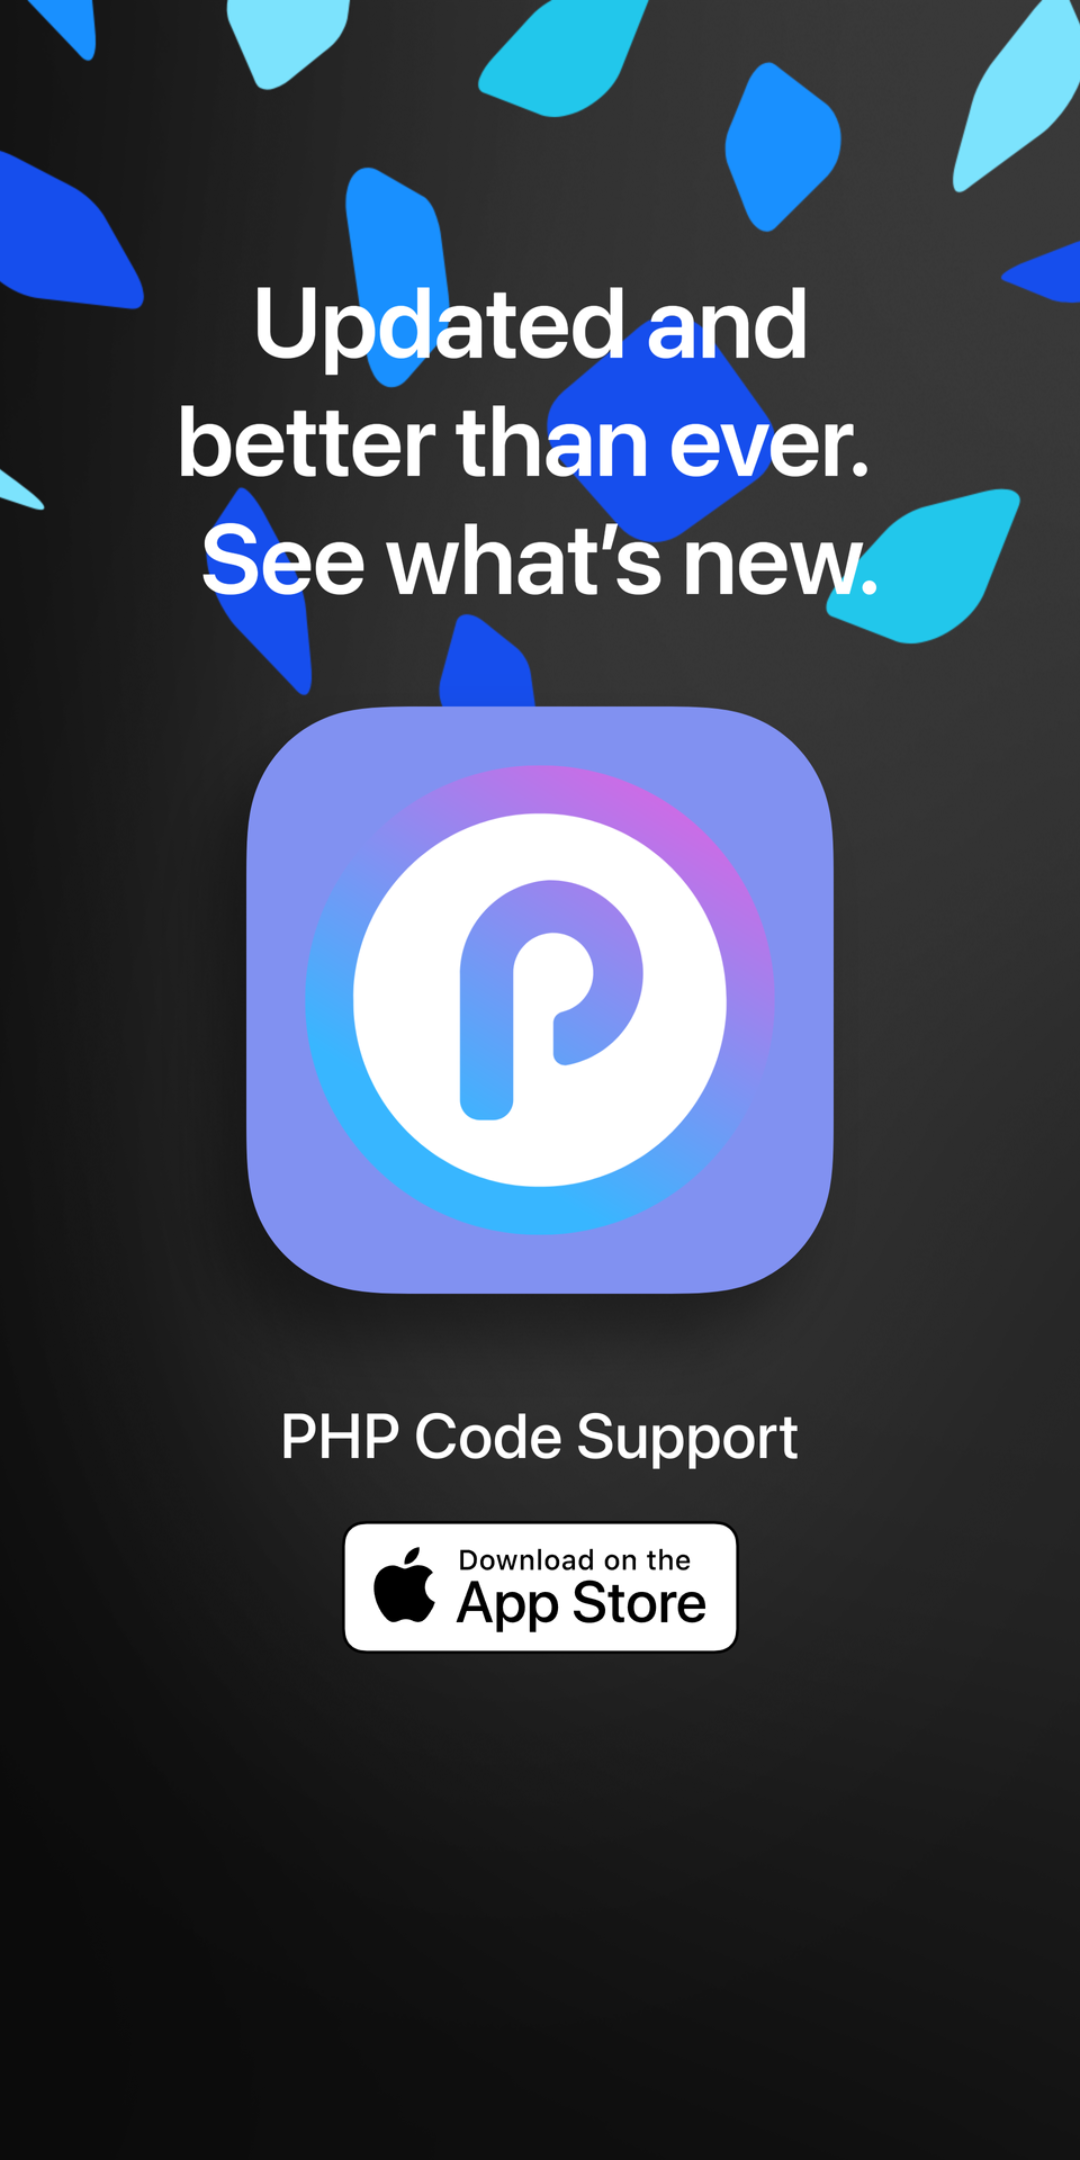 Updated and
better than ever.
See what’s new.
P
PHP Code Support
Download on the
App Store